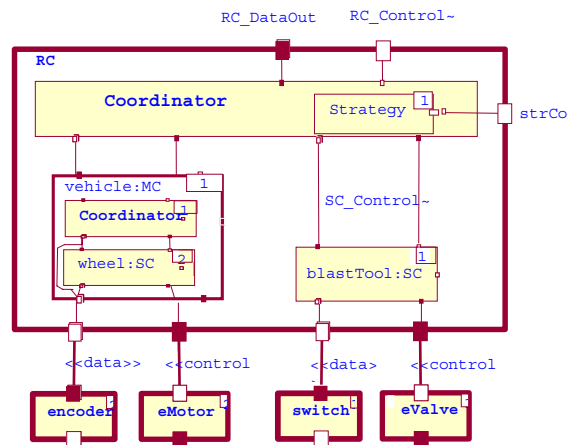 RC_DataOut RC_Control~
RC
Coordinator
Strategy 1
strCo
vehicle:MC 1
Coordinator 1
SC_Control~
wheel:SC 2
blastTool:SC 1
<<data>> <<control <<data> <<control
encoder eMotor switch eValve